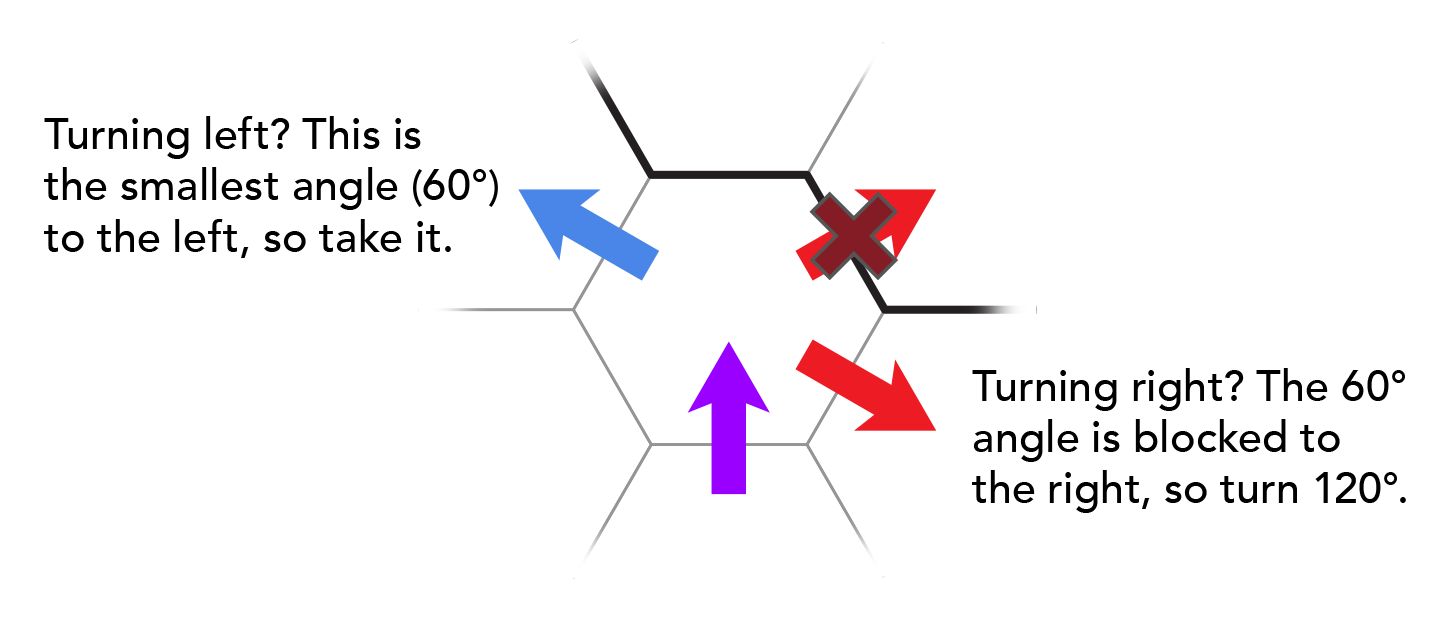 Turning left? This is
the smallest angle (60°)
to the left, so take it.
Turning right? The 60°
angle is blocked to
the right, so turn 120°.